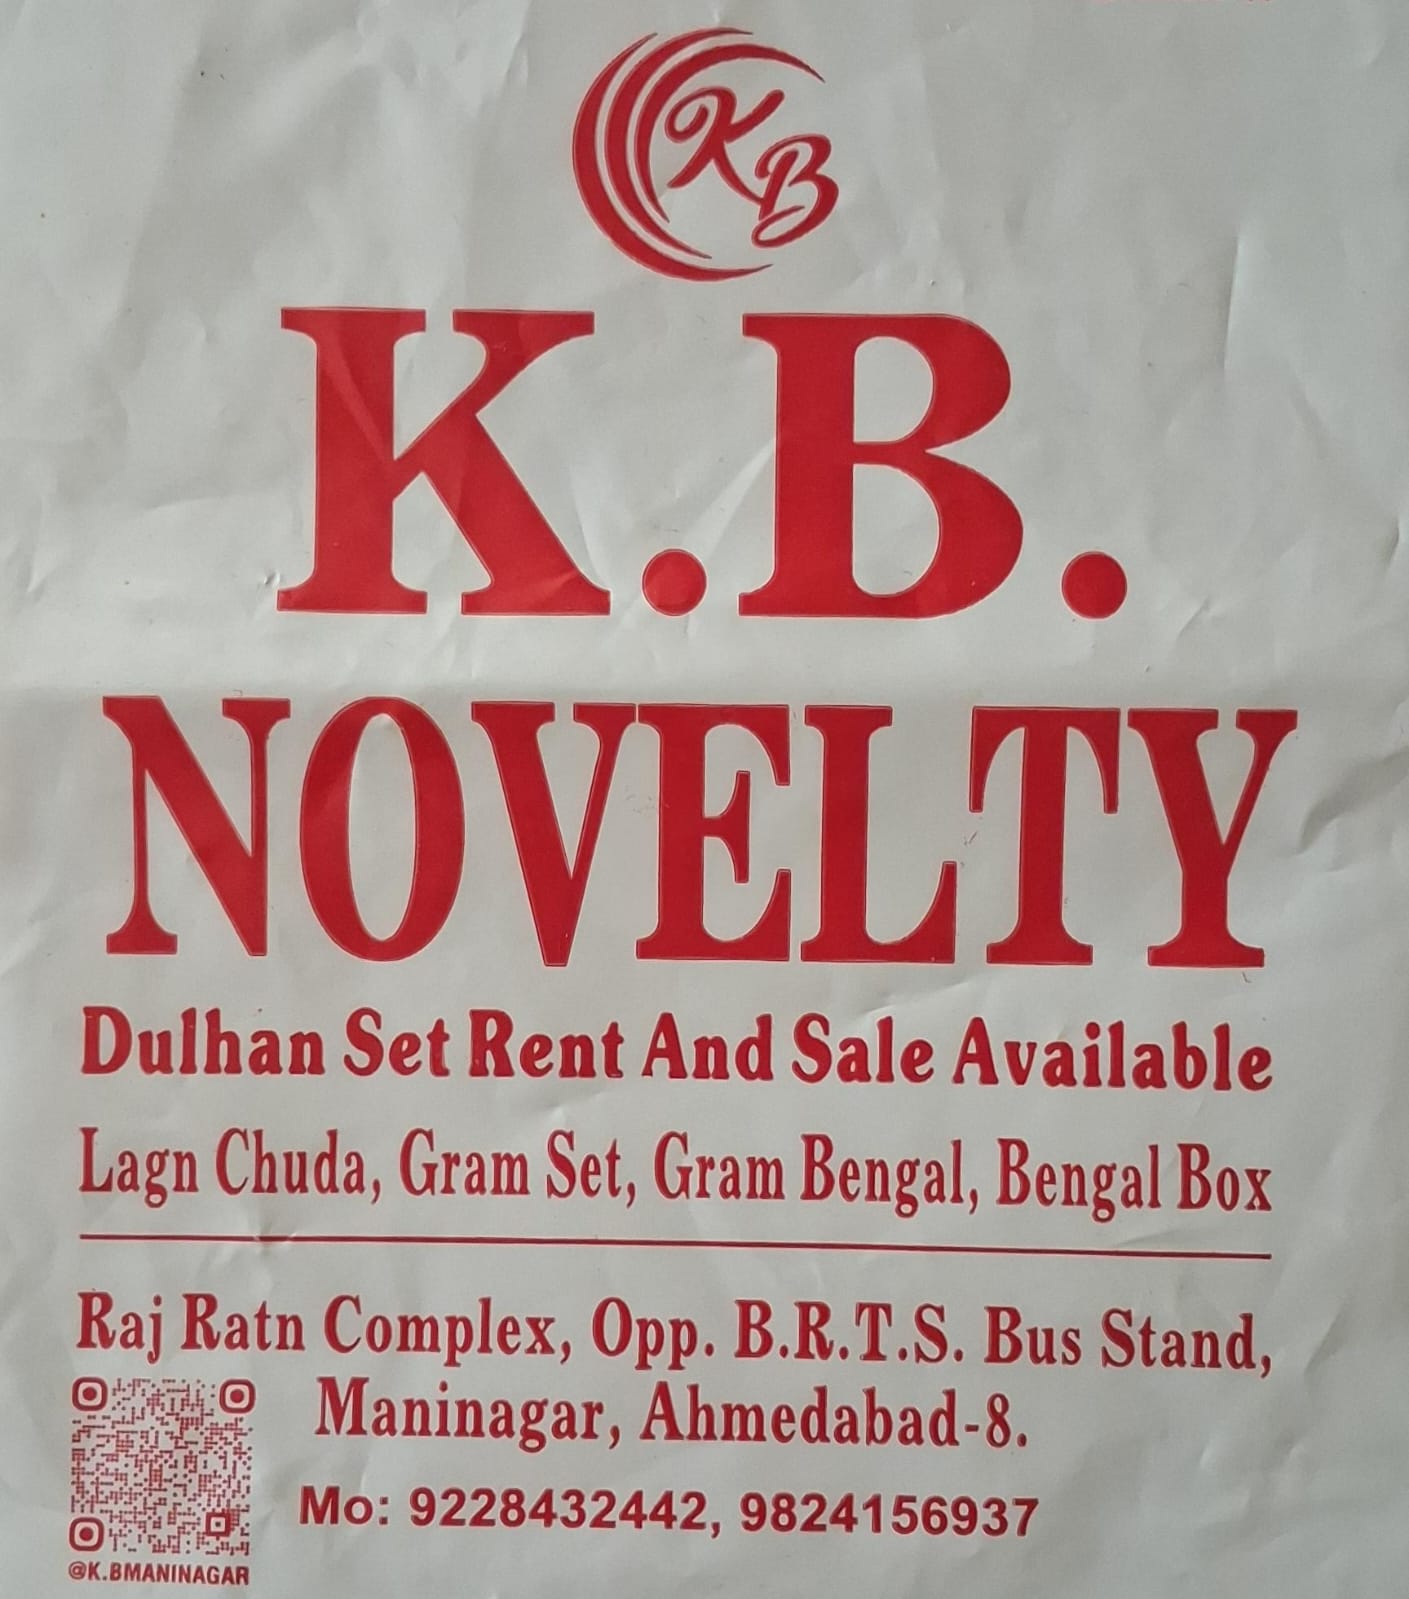 KB
K.B.
NOVELTY
Dulhan Set Rent And Sale Available
Lagn Chuda, Gram Set, Gram Bengal, Bengal Box
Raj Ratn Complex, Opp. B.R.T.S. Bus Stand,
Maninagar, Ahmedabad-8.
Mo: 9228432442, 9824156937
@K.BMANINAGAR